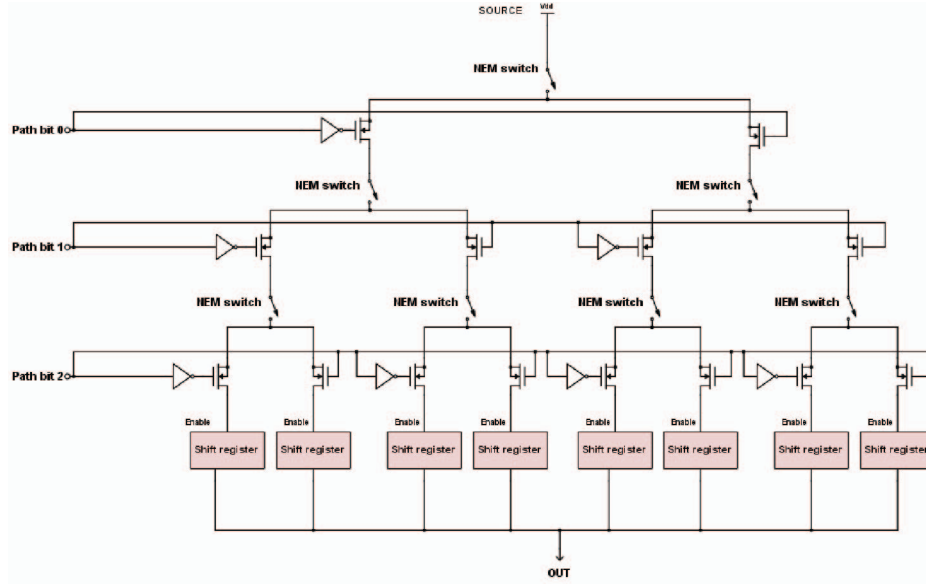 SOURCE Vdd
NEM switch
Path bit 0
NEM switch NEM switch
Path bit 1
NEM switch NEM switch NEM switch NEM switch
Path bit 2
Enable Enable Enable Enable Enable Enable Enable Enable
Shift register Shift register Shift register Shift register Shift register Shift register Shift register Shift register
OUT